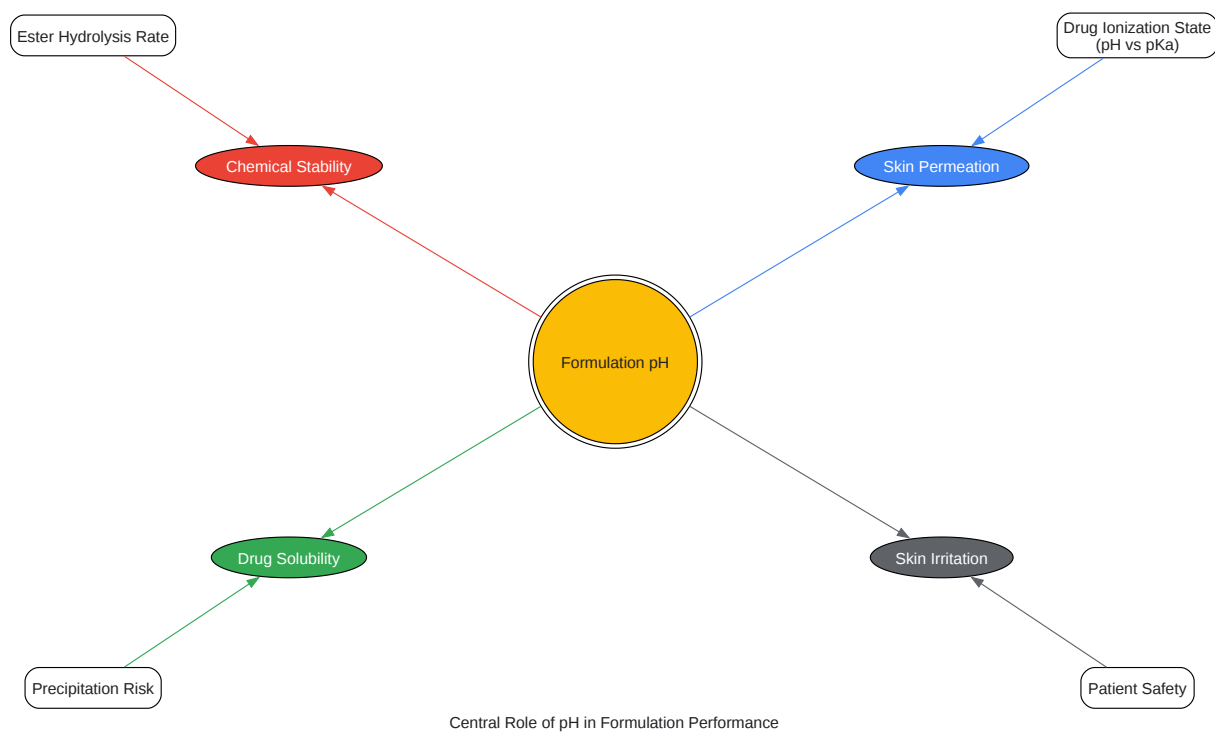 Ester Hydrolysis Rate
Drug Ionization State
(pH vs pKa)
Chemical Stability
Skin Permeation
Formulation pH
Drug Solubility
Skin Irritation
Precipitation Risk
Patient Safety
Central Role of pH in Formulation Performance